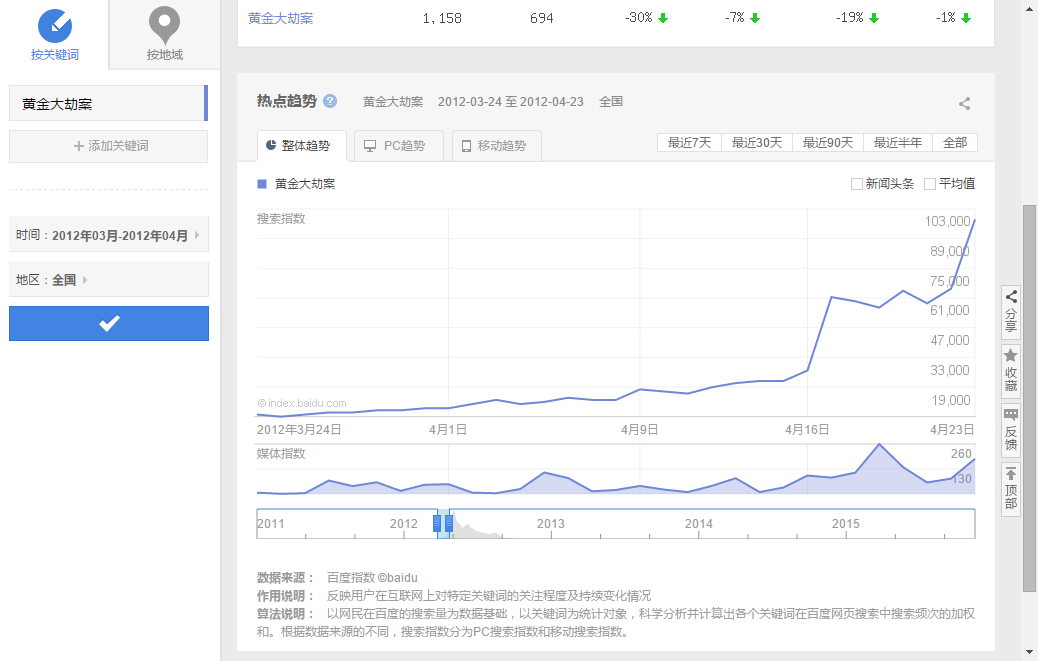 黄金大劫案 1,158 694 -30% -7% -19% -1%
按关键词 按地域
黄金大劫案
+ 添加关键词
时间：2012年03月-2012年04月
地区：全国
热点趋势 ? 黄金大劫案 2012-03-24 至 2012-04-23 全国
整体趋势 PC趋势 移动趋势 最近7天 最近30天 最近90天 最近半年 全部
黄金大劫案 新闻头条 平均值
搜索指数 103,000
89,000
75,000
61,000
47,000
33,000
19,000
©index.baidu.com
2012年3月24日 4月1日 4月9日 4月16日 4月23日
媒体指数 260
130
2011 2012 2013 2014 2015
数据来源： 百度指数 ©baidu
作用说明： 反映用户在互联网上对特定关键词的关注程度及持续变化情况
算法说明： 以网民在百度的搜索量为数据基础，以关键词为统计对象，科学分析并计算出各个关键词在百度网页搜索中搜索频次的加权
和。根据数据来源的不同，搜索指数分为PC搜索指数和移动搜索指数。
分享
收藏
反馈
顶部